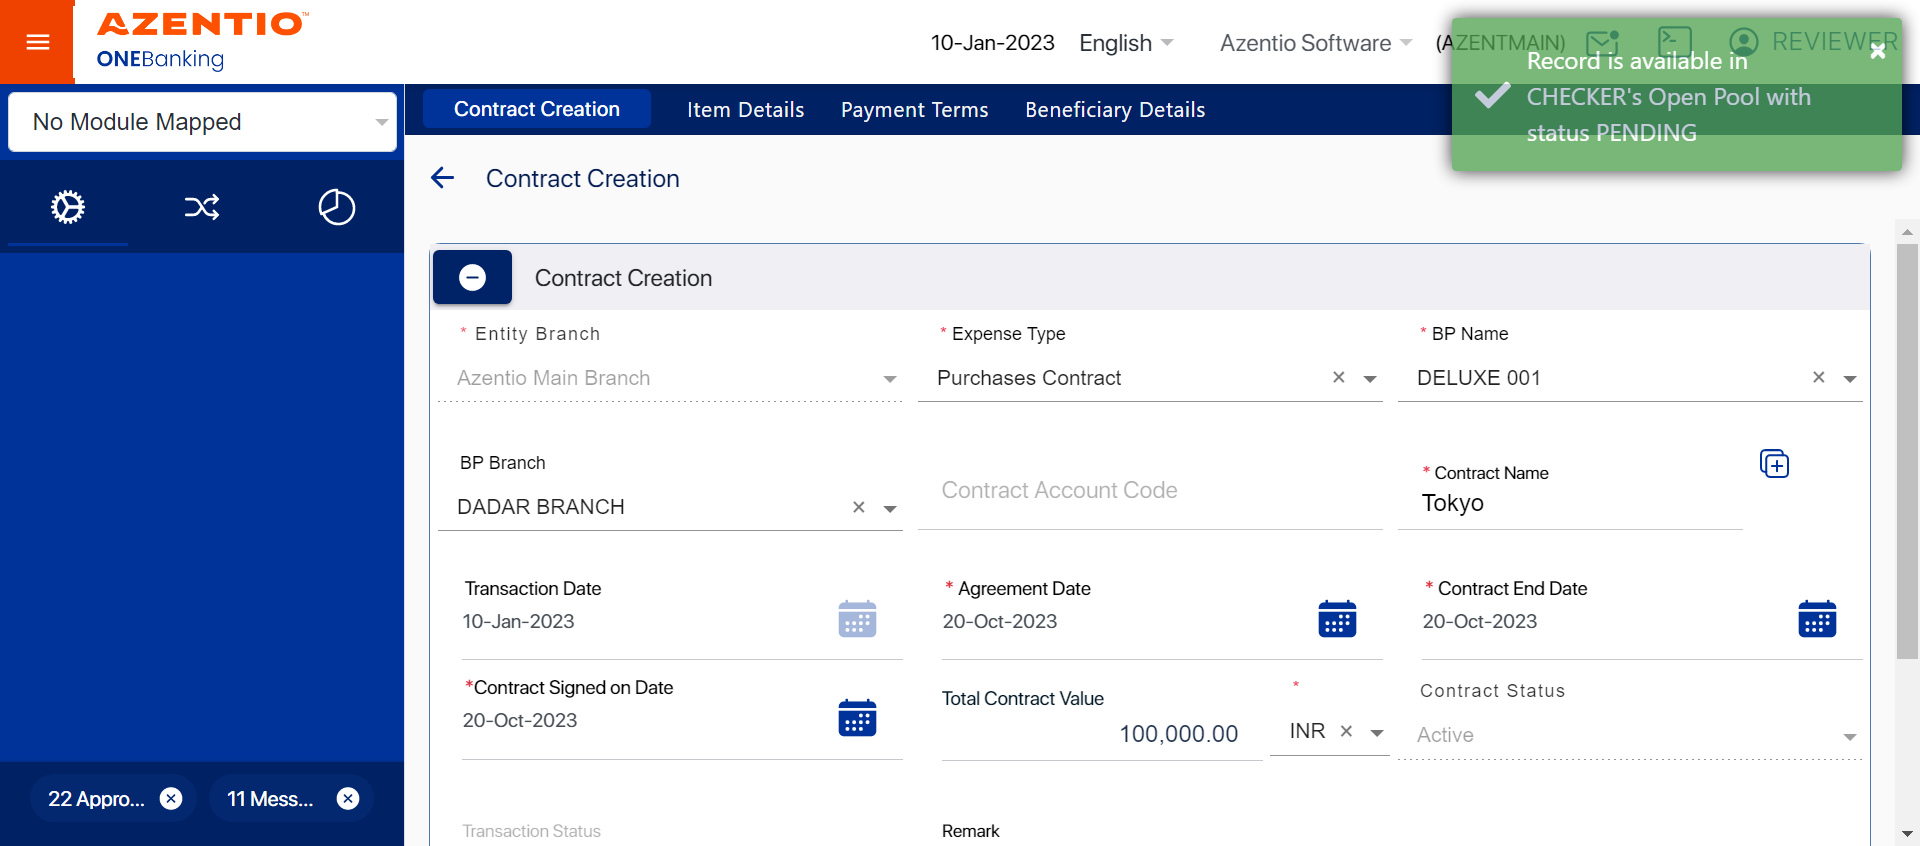 AZENTIO™
ONEBanking
10-Jan-2023
English
Azentio Software
(AZENTMAIN)
REVIEWER
Record is available in
CHECKER's Open Pool with
status PENDING
No Module Mapped
Contract Creation
Item Details
Payment Terms
Beneficiary Details
Contract Creation
Contract Creation
* Entity Branch
* Expense Type
* BP Name
Azentio Main Branch
Purchases Contract
DELUXE 001
BP Branch
DADAR BRANCH
Contract Account Code
* Contract Name
Tokyo
Transaction Date
10-Jan-2023
* Agreement Date
20-Oct-2023
* Contract End Date
20-Oct-2023
*Contract Signed on Date
20-Oct-2023
Total Contract Value
100,000.00
*
INR
Contract Status
Active
22 Appro...
11 Mess...
Transaction Status
Remark